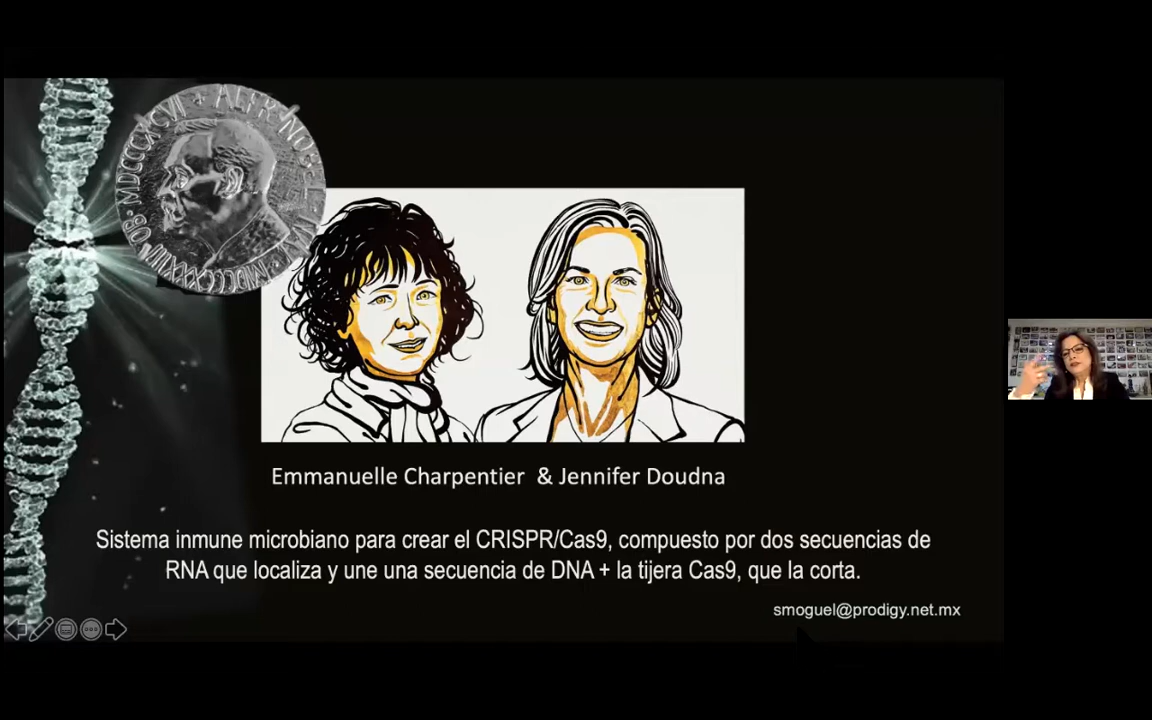 Emmanuelle Charpentier & Jennifer Doudna
Sistema inmune microbiano para crear el CRISPR/Cas9, compuesto por dos secuencias de
RNA que localiza y une una secuencia de DNA + la tijera Cas9, que la corta.
smoguel@prodigy.net.mx